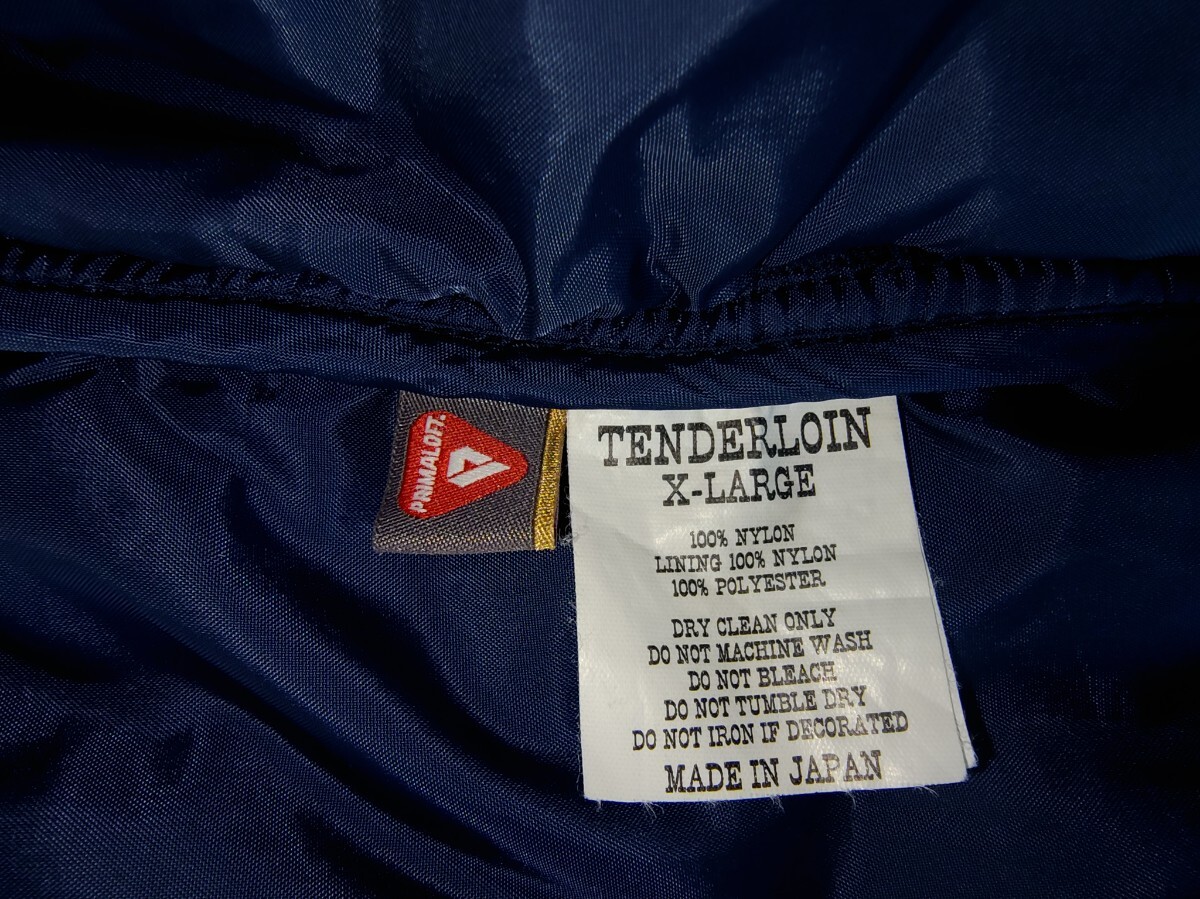 PRIMALOFT.
TENDERLOIN
X-LARGE
100% NYLON
LINING 100% NYLON
100% POLYESTER
DRY CLEAN ONLY
DO NOT MACHINE WASH
DO NOT BLEACH
DO NOT TUMBLE DRY
DO NOT IRON IF DECORATED
MADE IN JAPAN